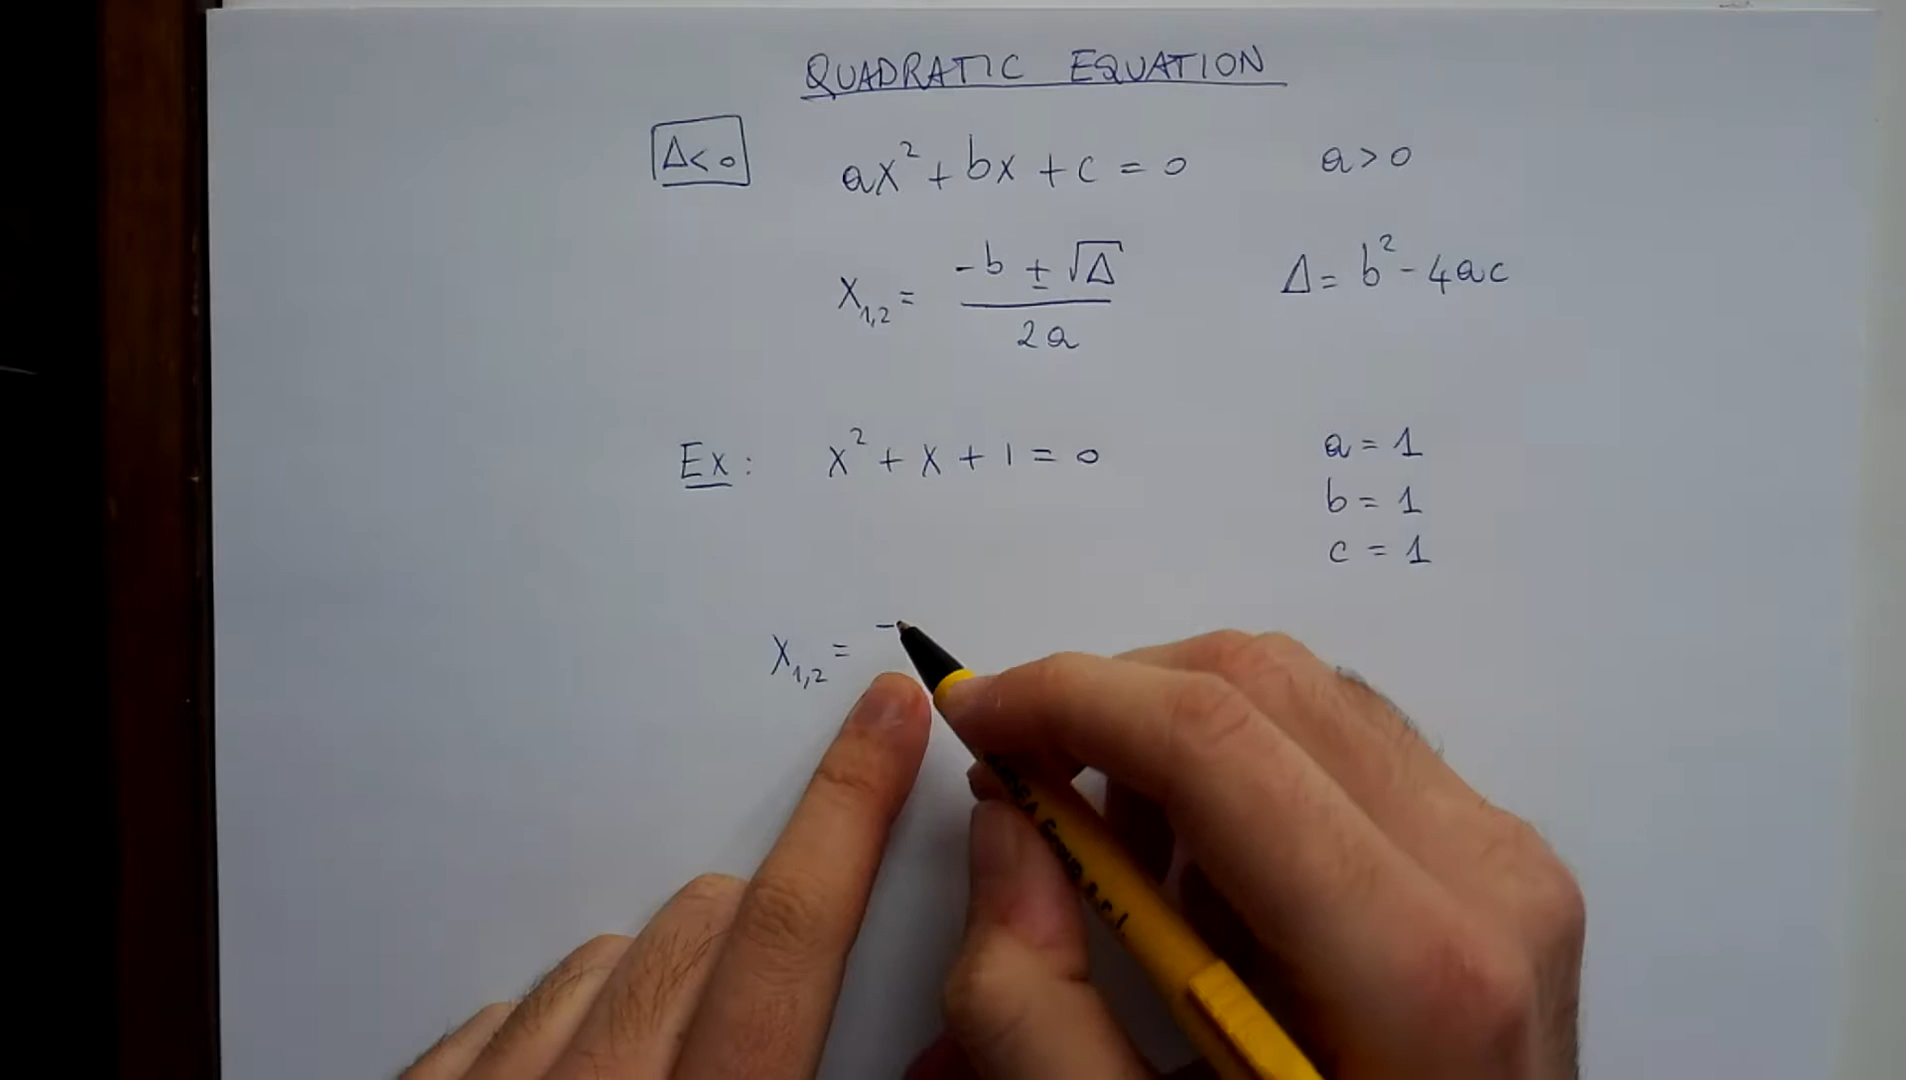 QUADRATIC EQUATION
Δ<0 ax²+bx+c=0 a>0
X₁,₂ = (-b ± √Δ)/2a Δ= b²-4ac
Ex: x²+x+1=0 a=1
b=1
c=1
X₁,₂ = -